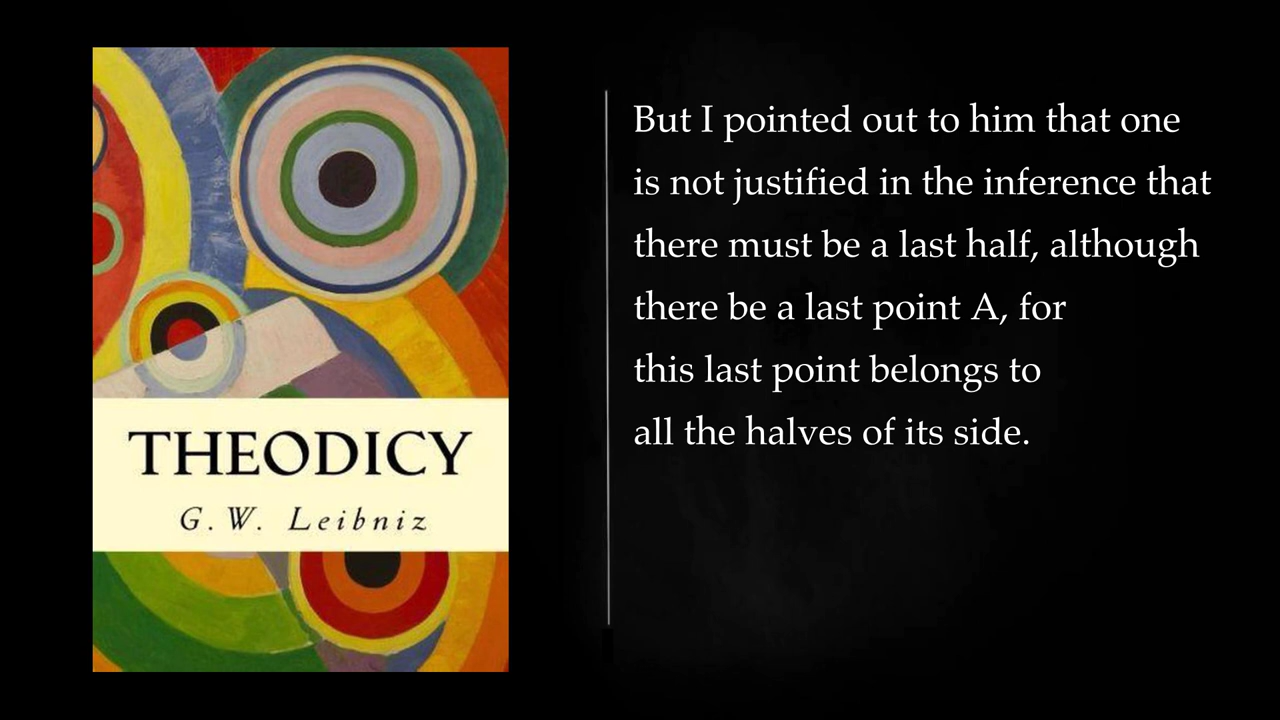 THEODICY
G. W. Leibniz
But I pointed out to him that one
is not justified in the inference that
there must be a last half, although
there be a last point A, for
this last point belongs to
all the halves of its side.